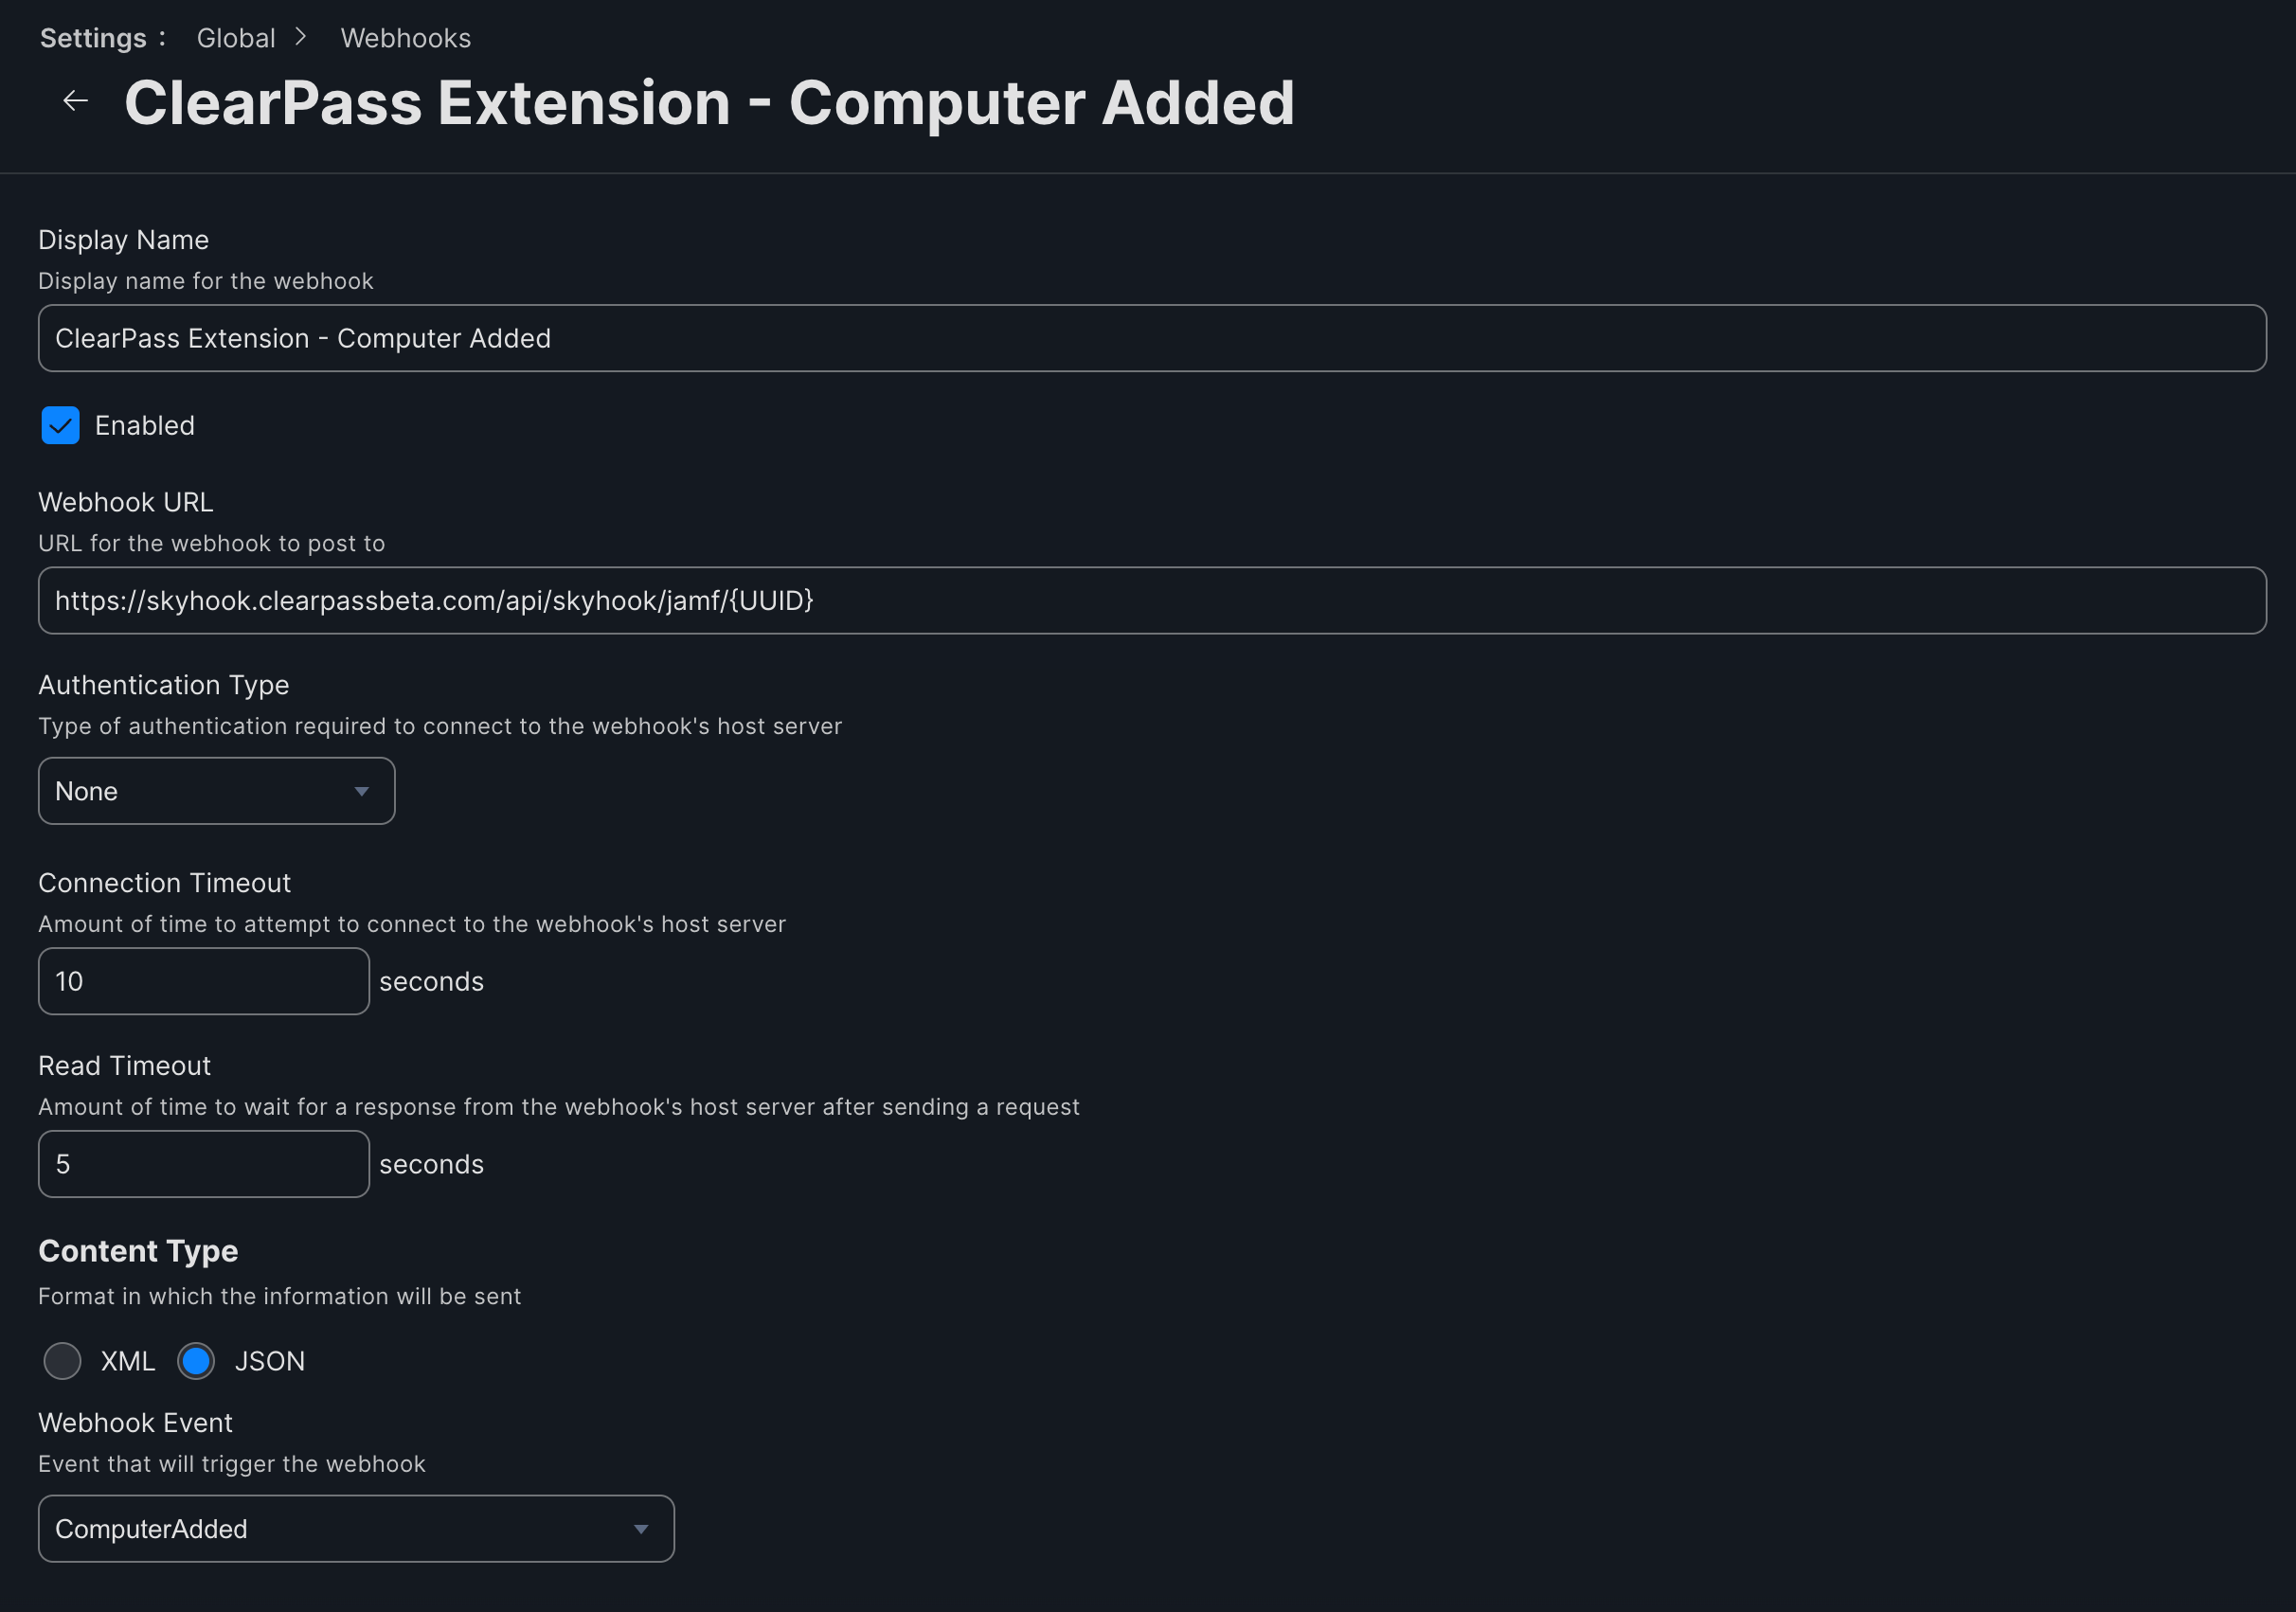 Settings : Global > Webhooks
← ClearPass Extension - Computer Added
Display Name
Display name for the webhook
ClearPass Extension - Computer Added
Enabled
Webhook URL
URL for the webhook to post to
https://skyhook.clearpassbeta.com/api/skyhook/jamf/{UUID}
Authentication Type
Type of authentication required to connect to the webhook's host server
None
Connection Timeout
Amount of time to attempt to connect to the webhook's host server
10 seconds
Read Timeout
Amount of time to wait for a response from the webhook's host server after sending a request
5 seconds
Content Type
Format in which the information will be sent
XML JSON
Webhook Event
Event that will trigger the webhook
ComputerAdded